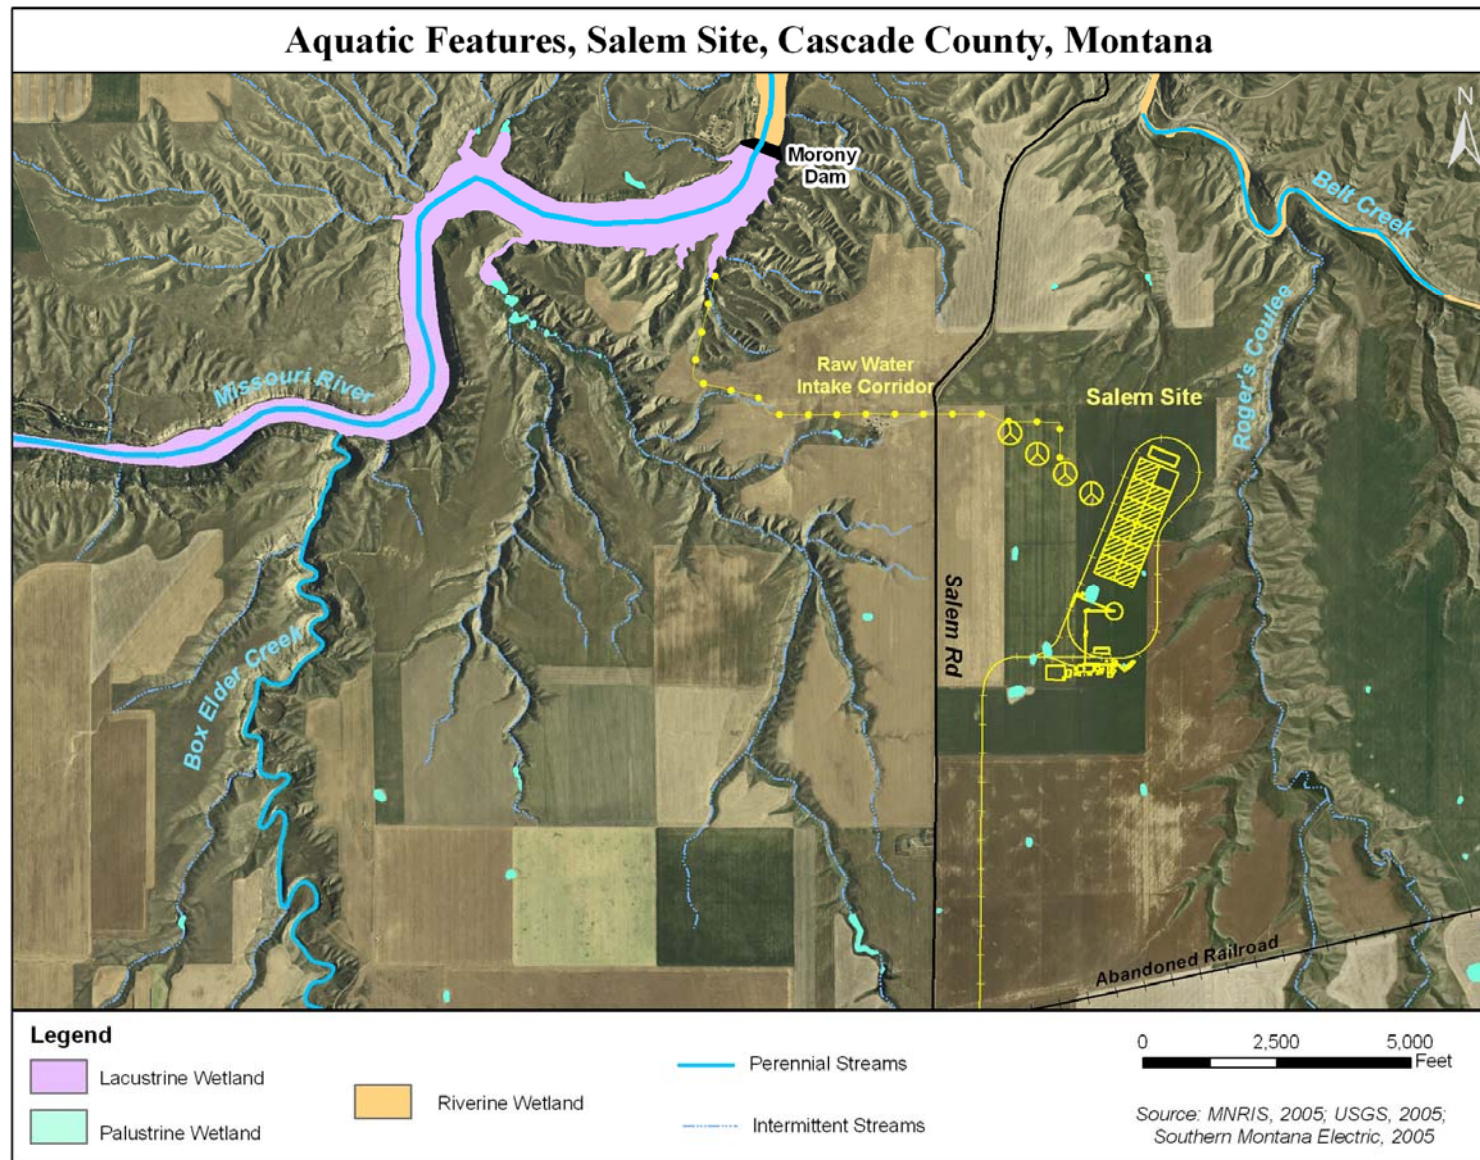 Aquatic Features, Salem Site, Cascade County, Montana
N
Morony
Dam
Belt Creek
Missouri River
Raw Water
Intake Corridor
Salem Site
Roger's Coulee
Salem Rd
Box Elder Creek
Abandoned Railroad
Legend
Lacustrine Wetland
Palustrine Wetland
Riverine Wetland
Perennial Streams
Intermittent Streams
0 2,500 5,000
Feet
Source: MNRIS, 2005; USGS, 2005;
Southern Montana Electric, 2005